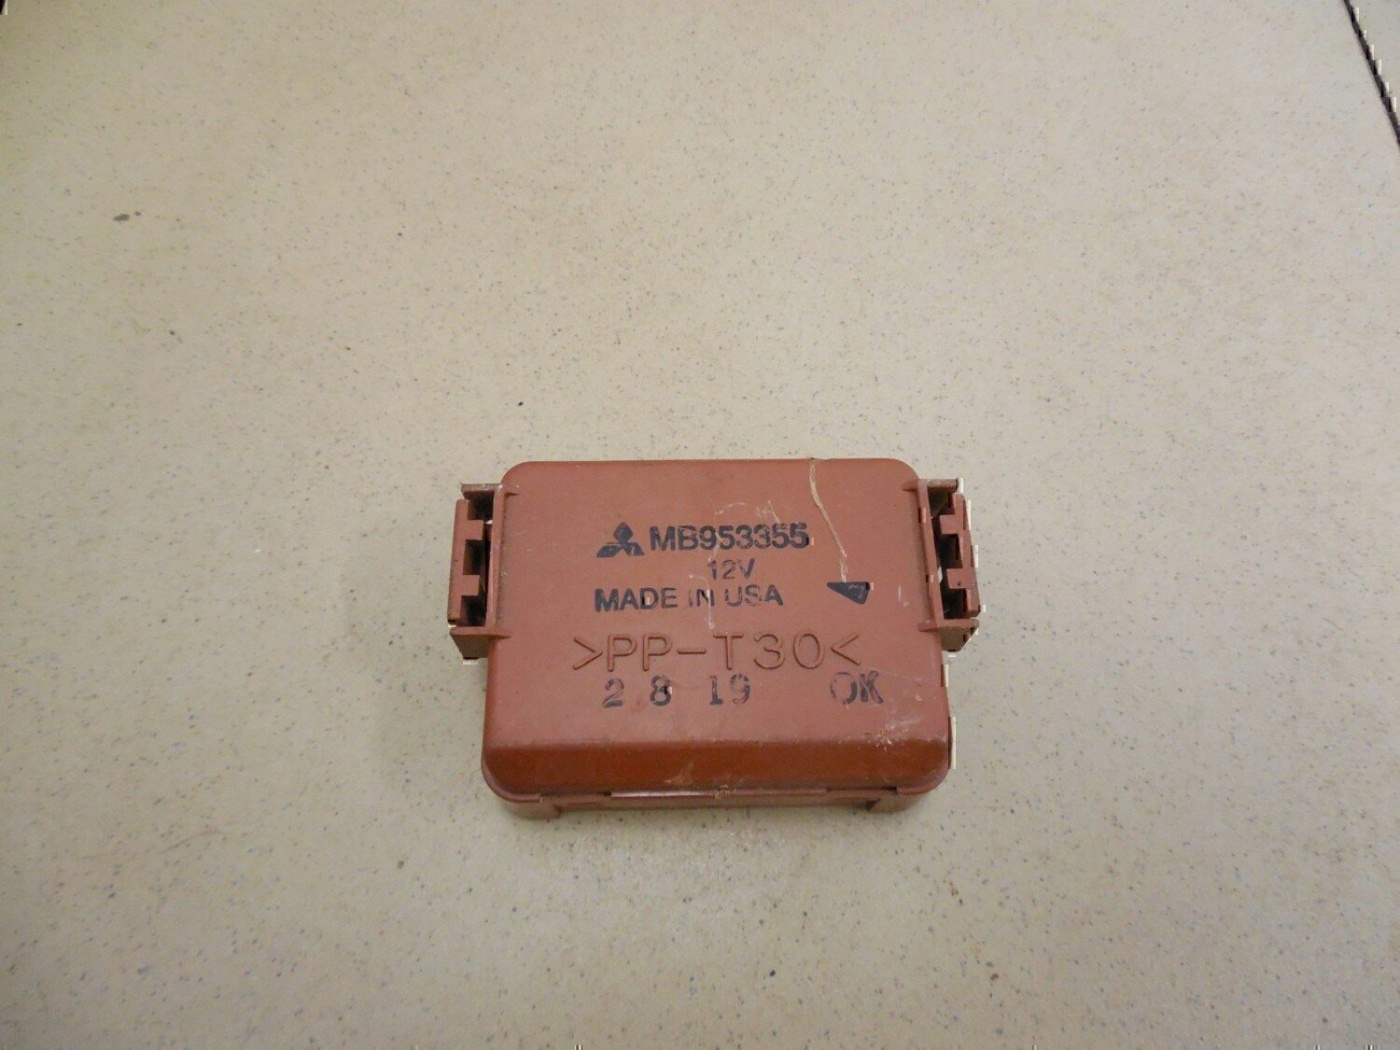 MB953355
12V
MADE IN USA
>PP-T30<
2 8 19 OK